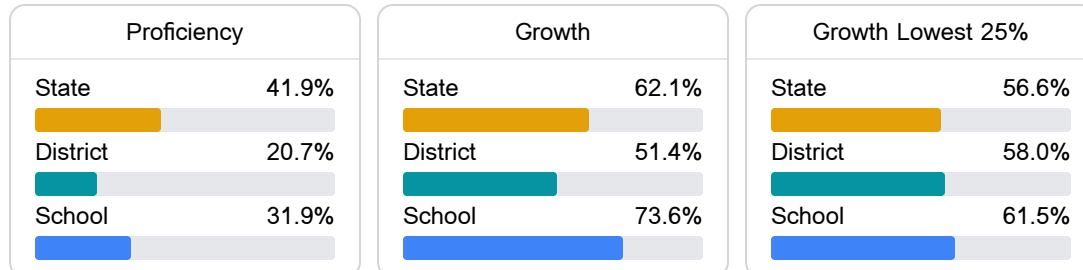 Proficiency
State 41.9%
District 20.7%
School 31.9%
Growth
State 62.1%
District 51.4%
School 73.6%
Growth Lowest 25%
State 56.6%
District 58.0%
School 61.5%